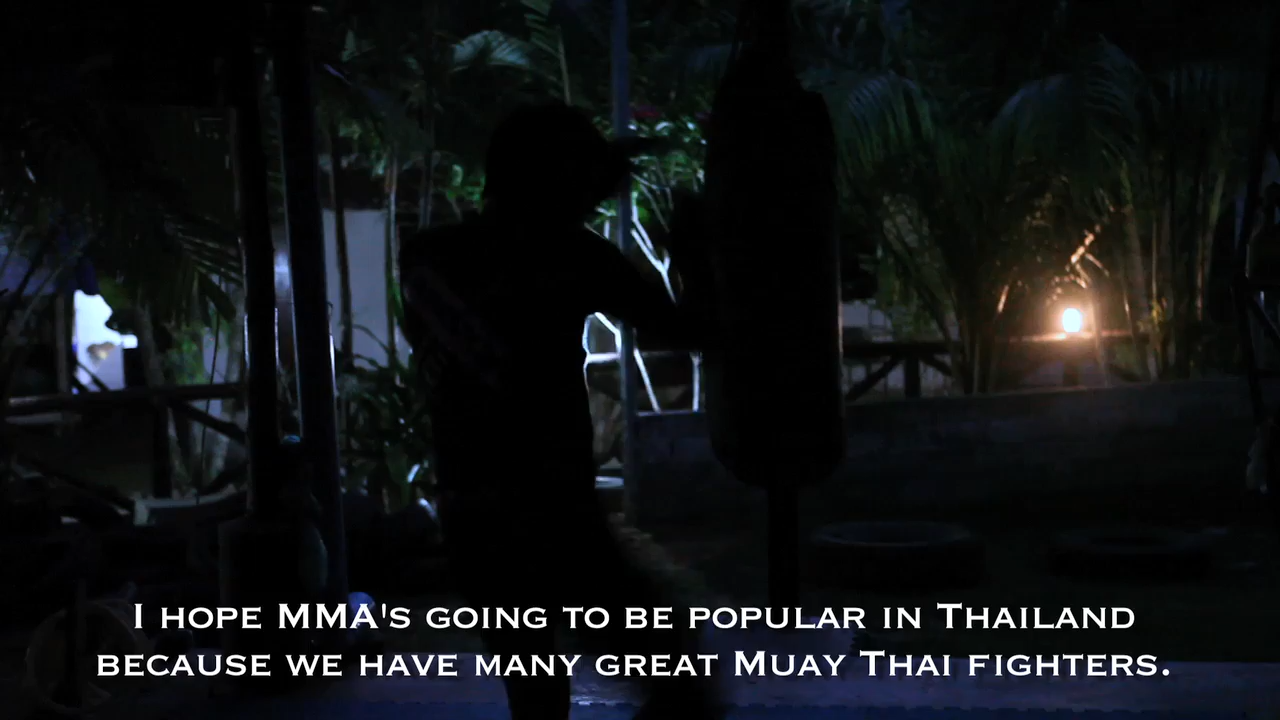 I HOPE MMA'S GOING TO BE POPULAR IN THAILAND
BECAUSE WE HAVE MANY GREAT MUAY THAI FIGHTERS.